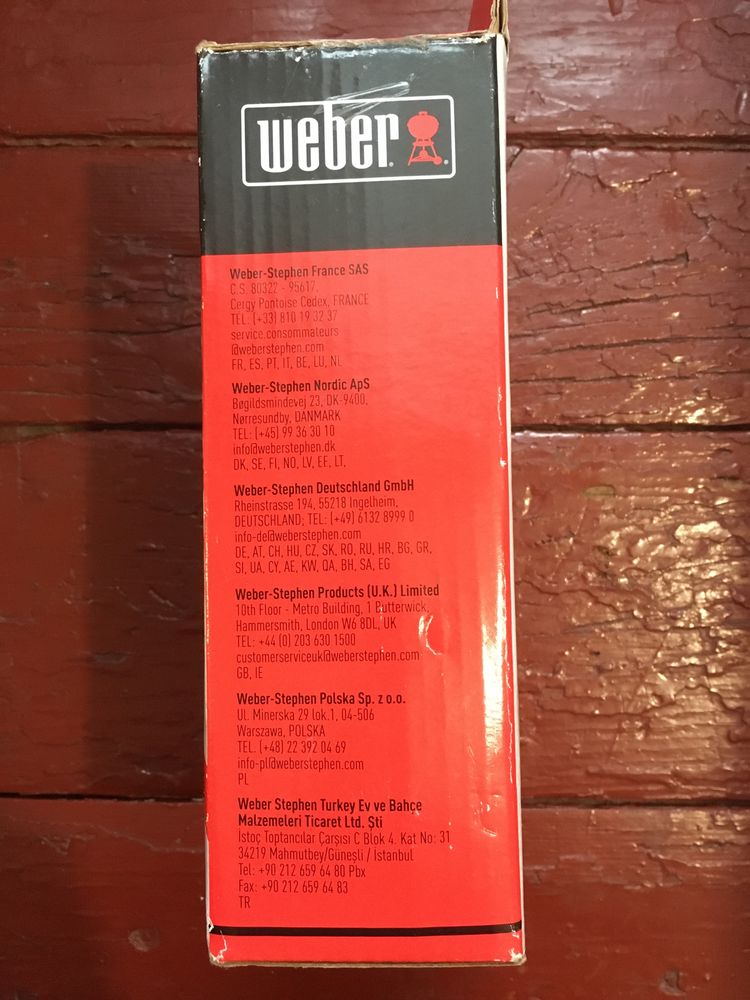 weber
Weber-Stephen France SAS
C.S. 80322 - 95617,
Cergy Pontoise Cedex, FRANCE
TEL: (+33) 810 19 32 37
service.consommateurs
@weberstephen.com
FR, ES, PT, IT, BE, LU, NL
Weber-Stephen Nordic ApS
Bøgildsmindevej 23, DK-9400,
Nørresundby, DANMARK
TEL: (+45) 99 36 30 10
info@weberstephen.dk
DK, SE, FI, NO, LV, EE, LT,
Weber-Stephen Deutschland GmbH
Rheinstrasse 194, 55218 Ingelheim,
DEUTSCHLAND; TEL: (+49) 6132 8999 0
info-de@weberstephen.com
DE, AT, CH, HU, CZ, SK, RO, RU, HR, BG, GR,
SI, UA, CY, AE, KW, QA, BH, SA, EG
Weber-Stephen Products (U.K.) Limited
10th Floor - Metro Building, 1 Butterwick,
Hammersmith, London W6 8DL, UK
TEL: +44 (0) 203 630 1500
customerserviceuk@weberstephen.com
GB, IE
Weber-Stephen Polska Sp. z o.o.
Ul. Minerska 29 lok.1, 04-506
Warszawa, POLSKA
TEL. (+48) 22 392 04 69
info-pl@weberstephen.com
PL
Weber Stephen Turkey Ev ve Bahçe
Malzemeleri Ticaret Ltd. Şti
İstoç Toptancılar Çarşısı C Blok 4. Kat No: 31
34219 Mahmutbey/Güneşli / İstanbul
Tel: +90 212 659 64 80 Pbx
Fax: +90 212 659 64 83
TR